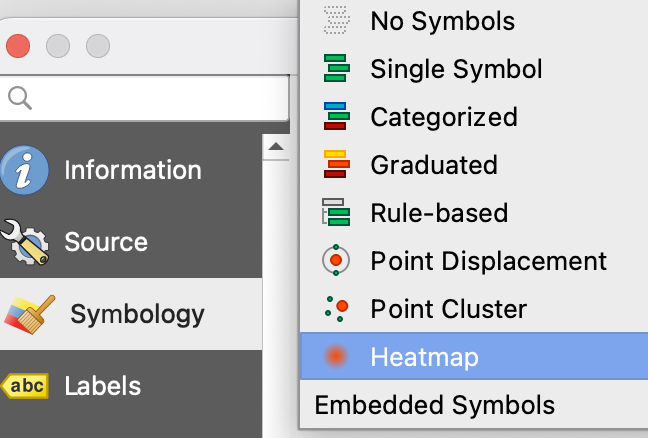 Information
Source
Symbology
abc
Labels
No Symbols
Single Symbol
Categorized
Graduated
Rule-based
Point Displacement
Point Cluster
Heatmap
Embedded Symbols